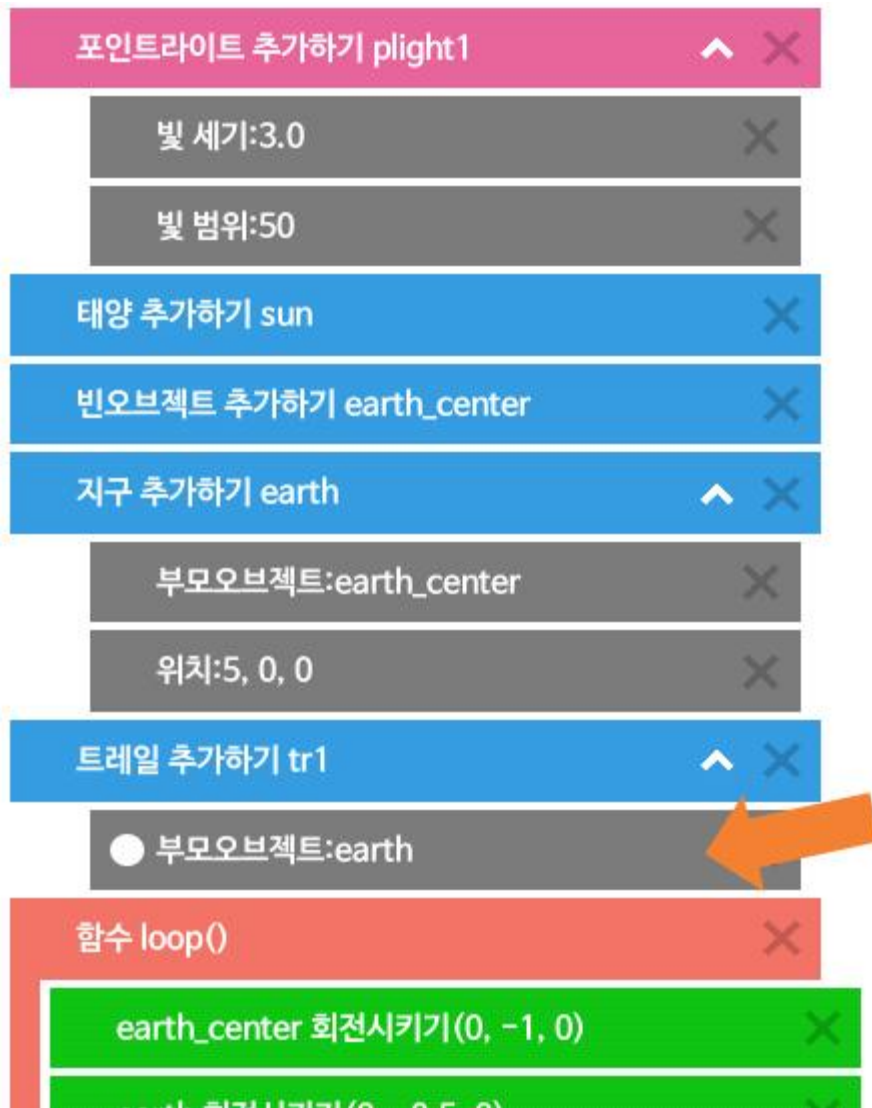 포인트라이트 추가하기 plight1
빛 세기:3.0
빛 범위:50
태양 추가하기 sun
빈오브젝트 추가하기 earth_center
지구 추가하기 earth
부모오브젝트:earth_center
위치:5, 0, 0
트레일 추가하기 tr1
부모오브젝트:earth
함수 loop()
earth_center 회전시키기(0, -1, 0)